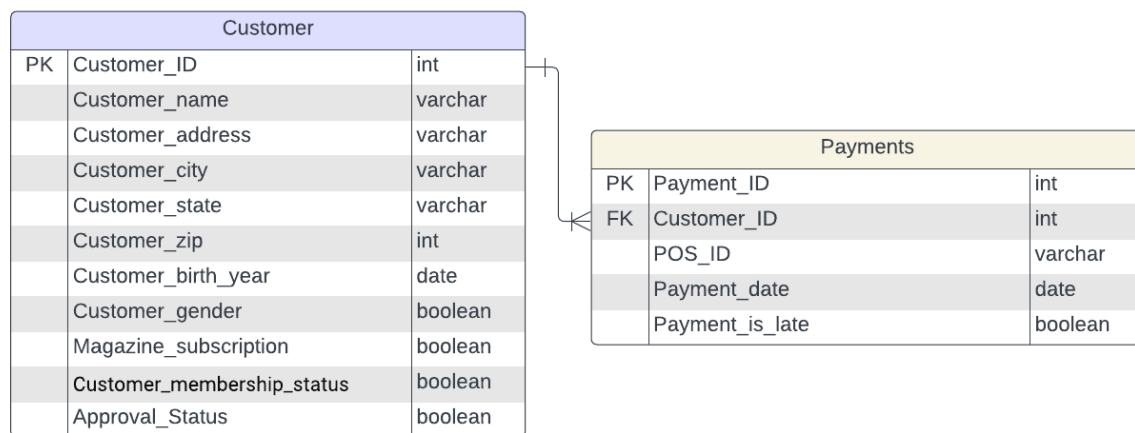 Customer
PK Customer_ID int
Customer_name varchar
Customer_address varchar
Customer_city varchar
Customer_state varchar
Customer_zip int
Customer_birth_year date
Customer_gender boolean
Magazine_subscription boolean
Customer_membership_status boolean
Approval_Status boolean
Payments
PK Payment_ID int
FK Customer_ID int
POS_ID varchar
Payment_date date
Payment_is_late boolean